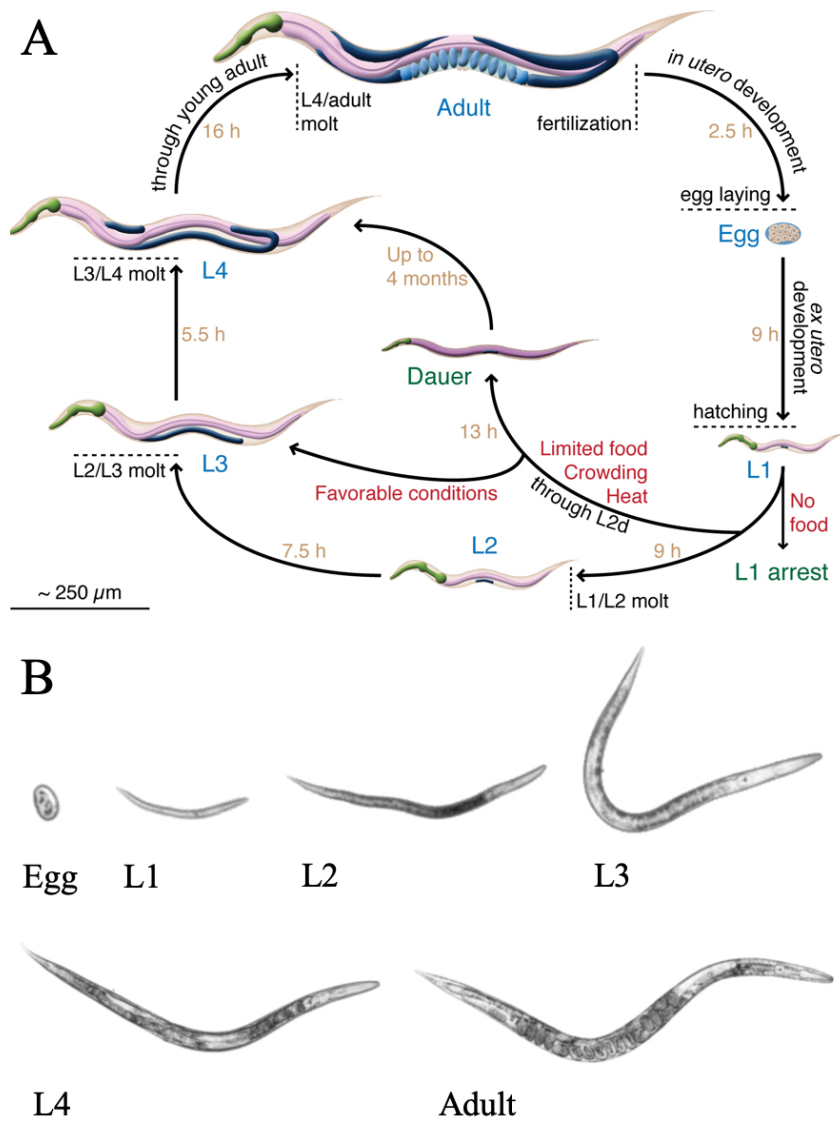 A
through young adult
16 h
L4/adult
molt
Adult
fertilization
in utero development
2.5 h
egg laying
Egg
ex utero
development
9 h
hatching
L1
No
food
L1 arrest
9 h
L1/L2 molt
L2
7.5 h
Limited food
Crowding
Heat
through L2d
13 h
Favorable conditions
Dauer
Up to
4 months
L2/L3 molt
L3
5.5 h
L3/L4 molt
L4
~ 250 µm
B
Egg
L1
L2
L3
L4
Adult